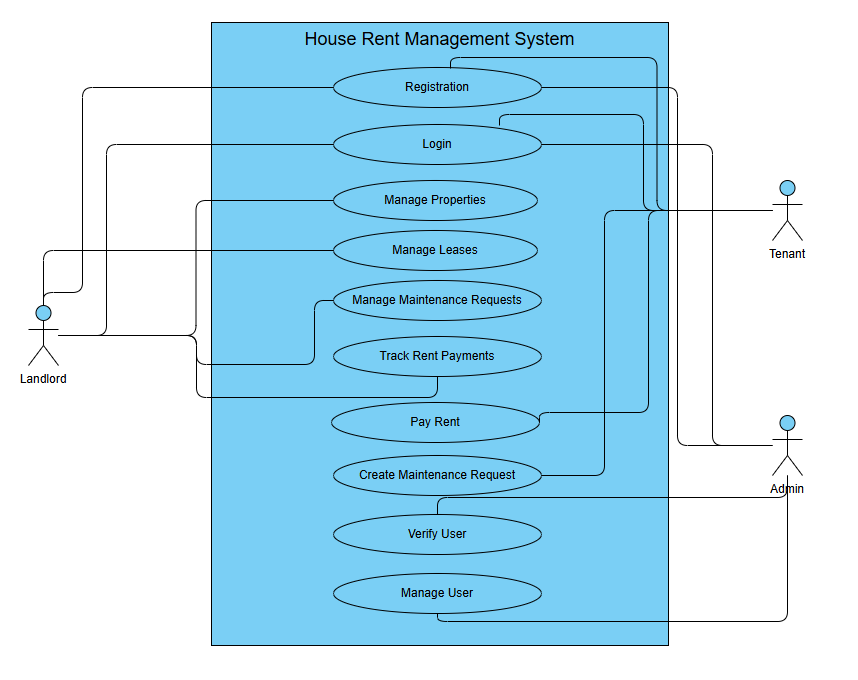 House Rent Management System
Registration
Login
Manage Properties
Manage Leases
Manage Maintenance Requests
Track Rent Payments
Pay Rent
Create Maintenance Request
Verify User
Manage User
Landlord
Tenant
Admin